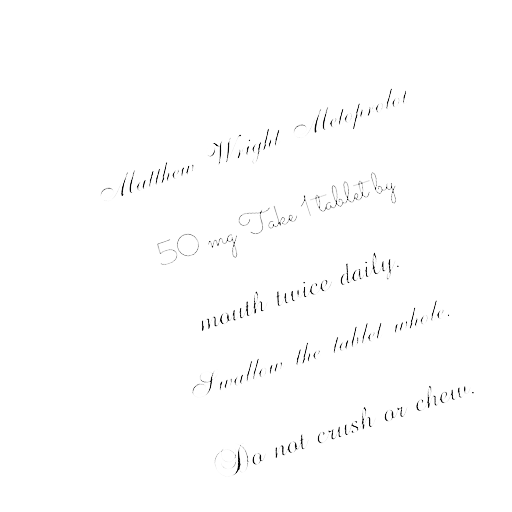 Matthew Wright Metoprolol
50 mg Take 1 tablet by
mouth twice daily.
Swallow the tablet whole.
Do not crush or chew.